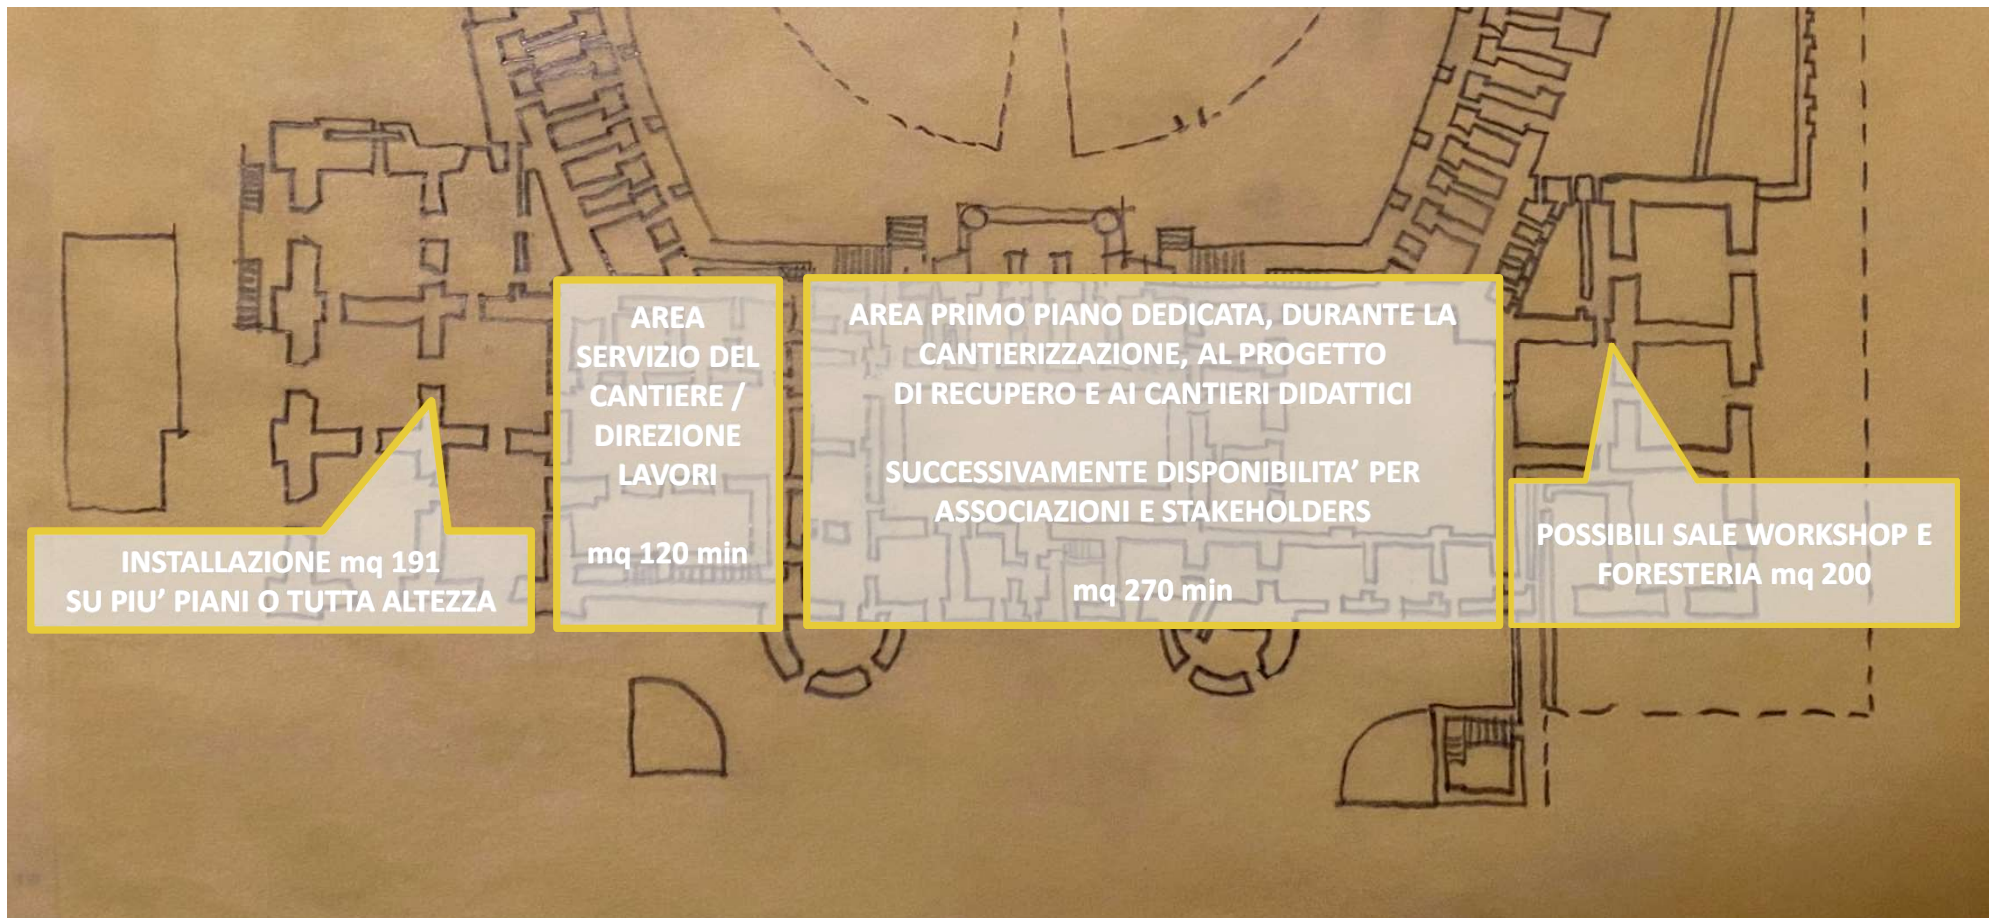 INSTALLAZIONE mq 191
SU PIU’ PIANI O TUTTA ALTEZZA
AREA
SERVIZIO DEL
CANTIERE /
DIREZIONE
LAVORI
mq 120 min
AREA PRIMO PIANO DEDICATA, DURANTE LA
CANTIERIZZAZIONE, AL PROGETTO
DI RECUPERO E AI CANTIERI DIDATTICI
SUCCESSIVAMENTE DISPONIBILITA’ PER
ASSOCIAZIONI E STAKEHOLDERS
mq 270 min
POSSIBILI SALE WORKSHOP E
FORESTERIA mq 200